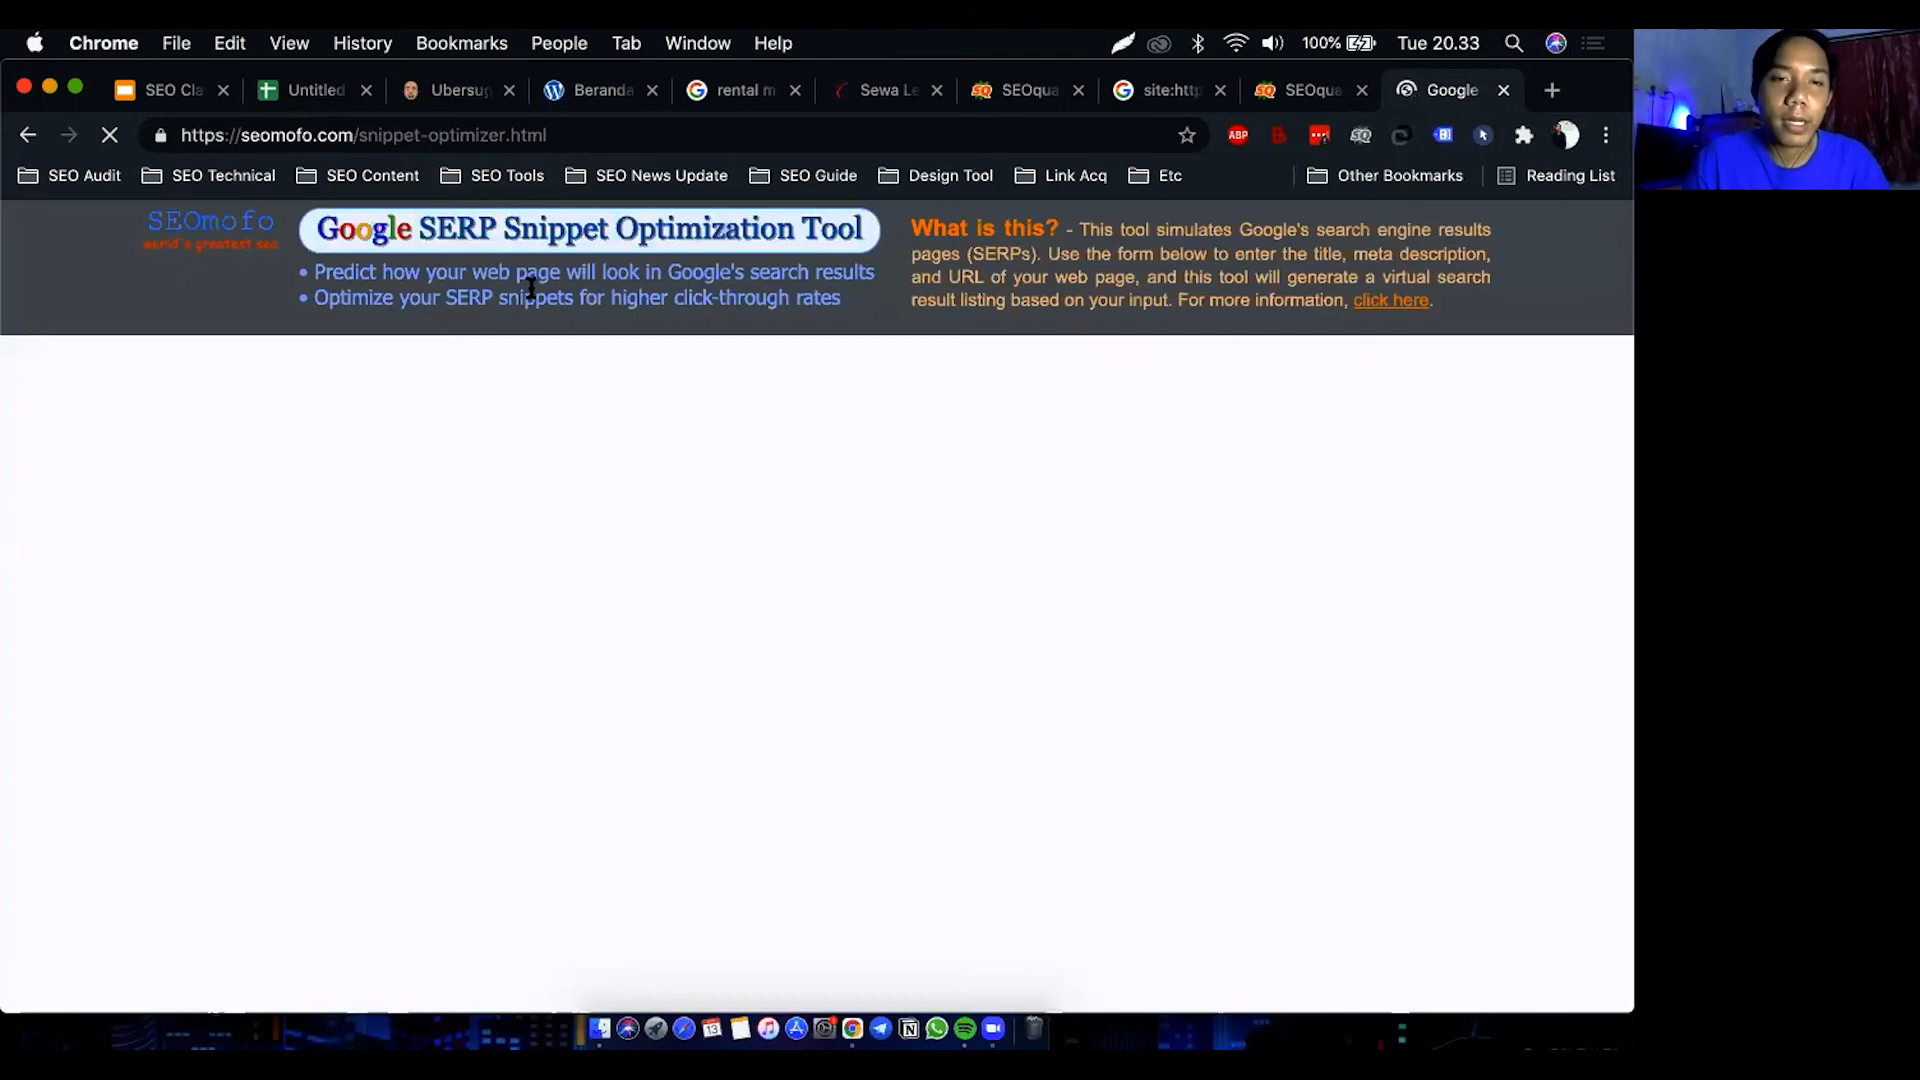 Chrome File Edit View History Bookmarks People Tab Window Help 100% Tue 20.33
SEO Cla Untitled Ubersug Beranda rental m Sewa Le SEOqua site:http SEOqua Google
https://seomofo.com/snippet-optimizer.html
ABP
SEO Audit SEO Technical SEO Content SEO Tools SEO News Update SEO Guide Design Tool Link Acq Etc Other Bookmarks Reading List
SEOmofo
world's greatest seo
Google SERP Snippet Optimization Tool
• Predict how your web page will look in Google's search results
• Optimize your SERP snippets for higher click-through rates
What is this? - This tool simulates Google's search engine results
pages (SERPs). Use the form below to enter the title, meta description,
and URL of your web page, and this tool will generate a virtual search
result listing based on your input. For more information, click here.
13